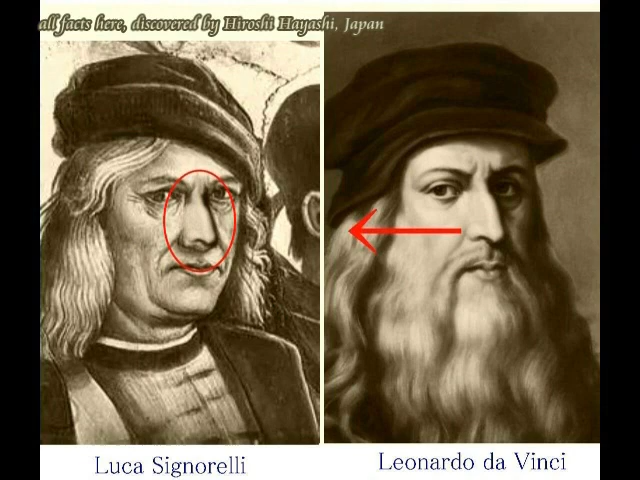 all facts here, discovered by Hiroshi Hayashi, Japan
Luca Signorelli
Leonardo da Vinci